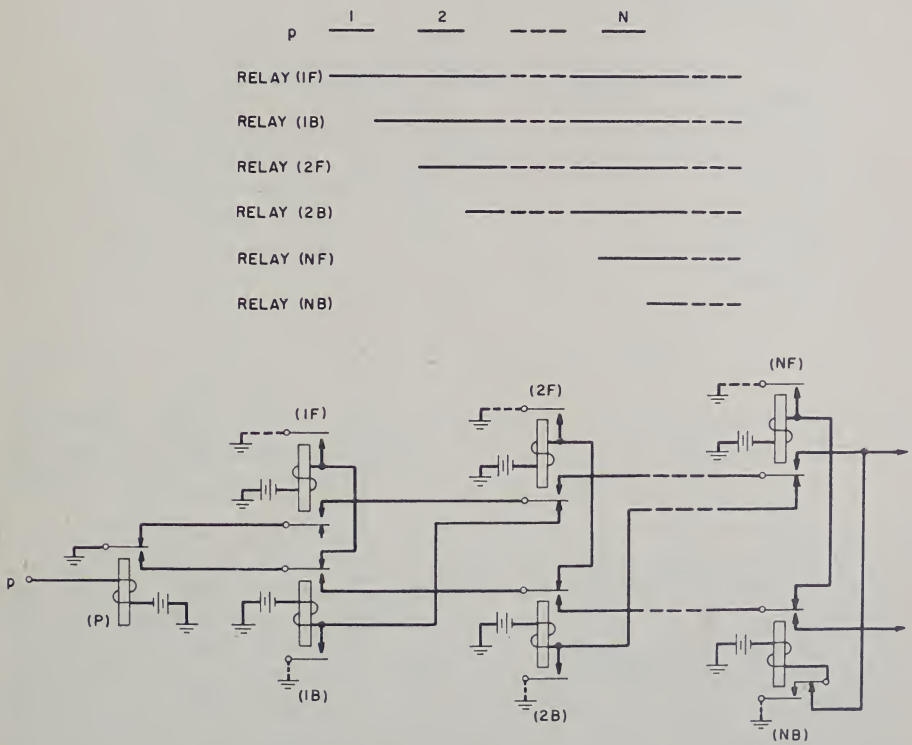 1 2 N
p
RELAY (1F)
RELAY (1B)
RELAY (2F)
RELAY (2B)
RELAY (NF)
RELAY (NB)
(NF)
(2F)
(1F)
p
(P)
(1B)
(2B)
(NB)